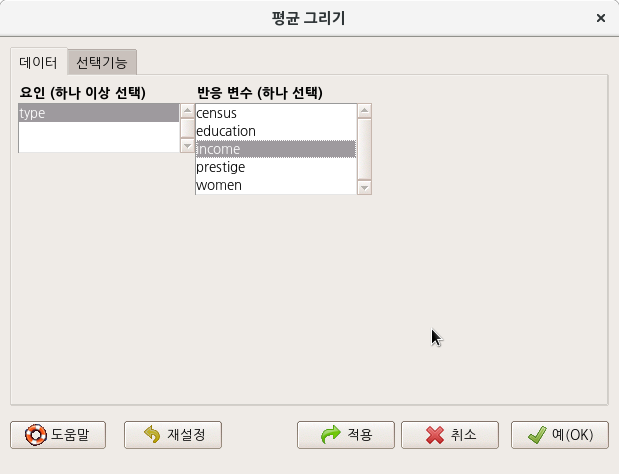 평균 그리기
데이터 선택기능
요인 (하나 이상 선택) 반응 변수 (하나 선택)
type census
education
income
prestige
women
도움말 재설정 적용 취소 예(OK)